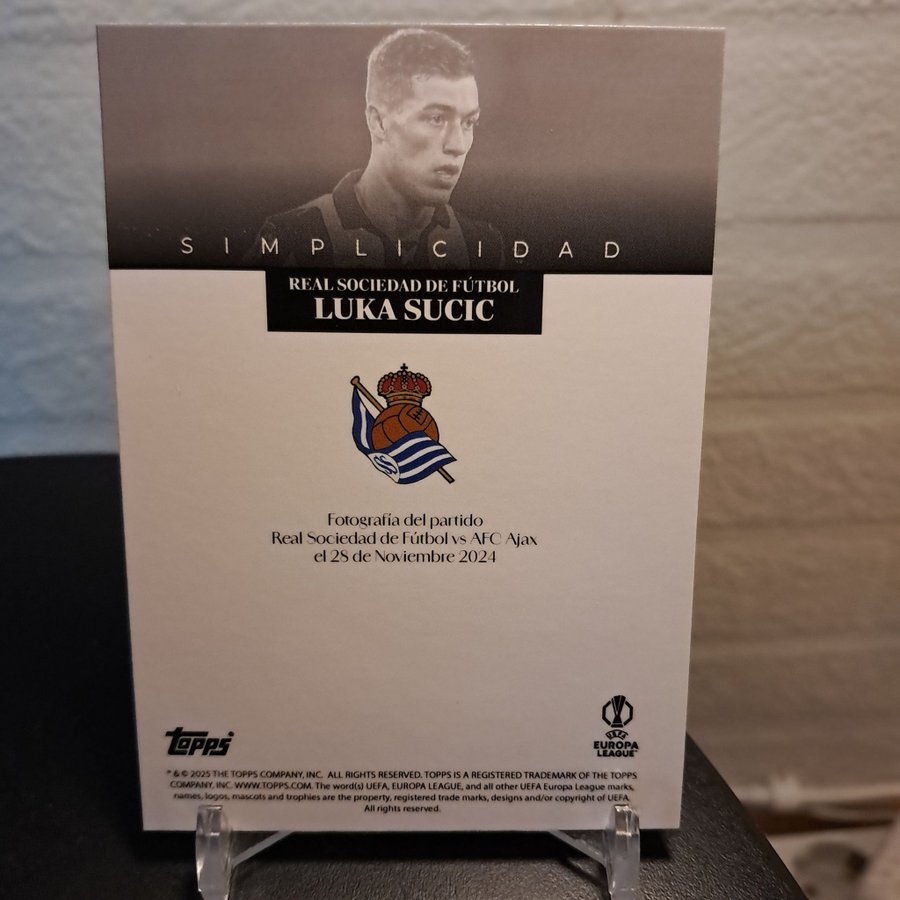 SIMPLICIDAD
REAL SOCIEDAD DE FÚTBOL
LUKA SUCIC
Fotografía del partido
Real Sociedad de Fútbol vs AFC Ajax
el 28 de Noviembre 2024
topps
UEFA
EUROPA
LEAGUE
® & © 2025 THE TOPPS COMPANY, INC. ALL RIGHTS RESERVED. TOPPS IS A REGISTERED TRADEMARK OF THE TOPPS
COMPANY, INC. WWW.TOPPS.COM. The word(s) UEFA, EUROPA LEAGUE, and all other UEFA Europa League marks,
names, logos, mascots and trophies are the property, registered trade marks, designs and/or copyright of UEFA.
All rights reserved.